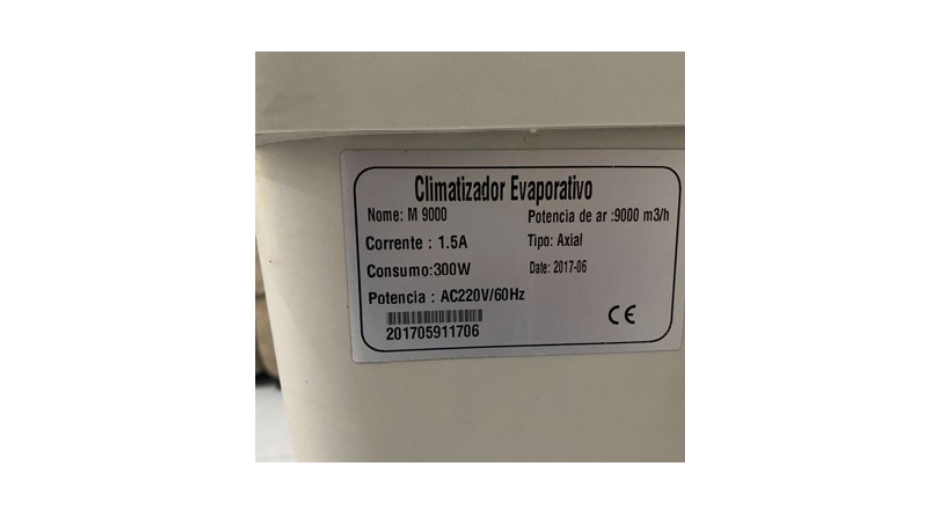 Climatizador Evaporativo
Nome: M 9000
Potencia de ar :9000 m3/h
Corrente : 1.5A
Tipo: Axial
Consumo:300W
Date: 2017-06
Potencia : AC220V/60Hz
201705911706
CE